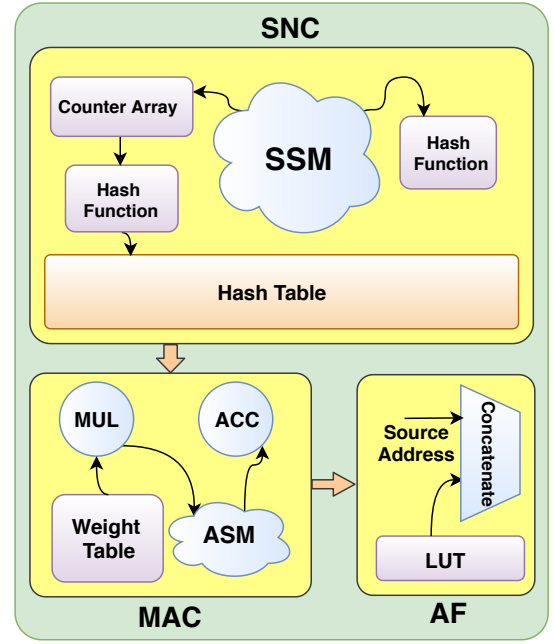 SNC
Counter Array
SSM
Hash
Function
Hash
Function
Hash Table
MUL
ACC
Weight
Table
ASM
Source
Address
Concatenate
LUT
MAC
AF